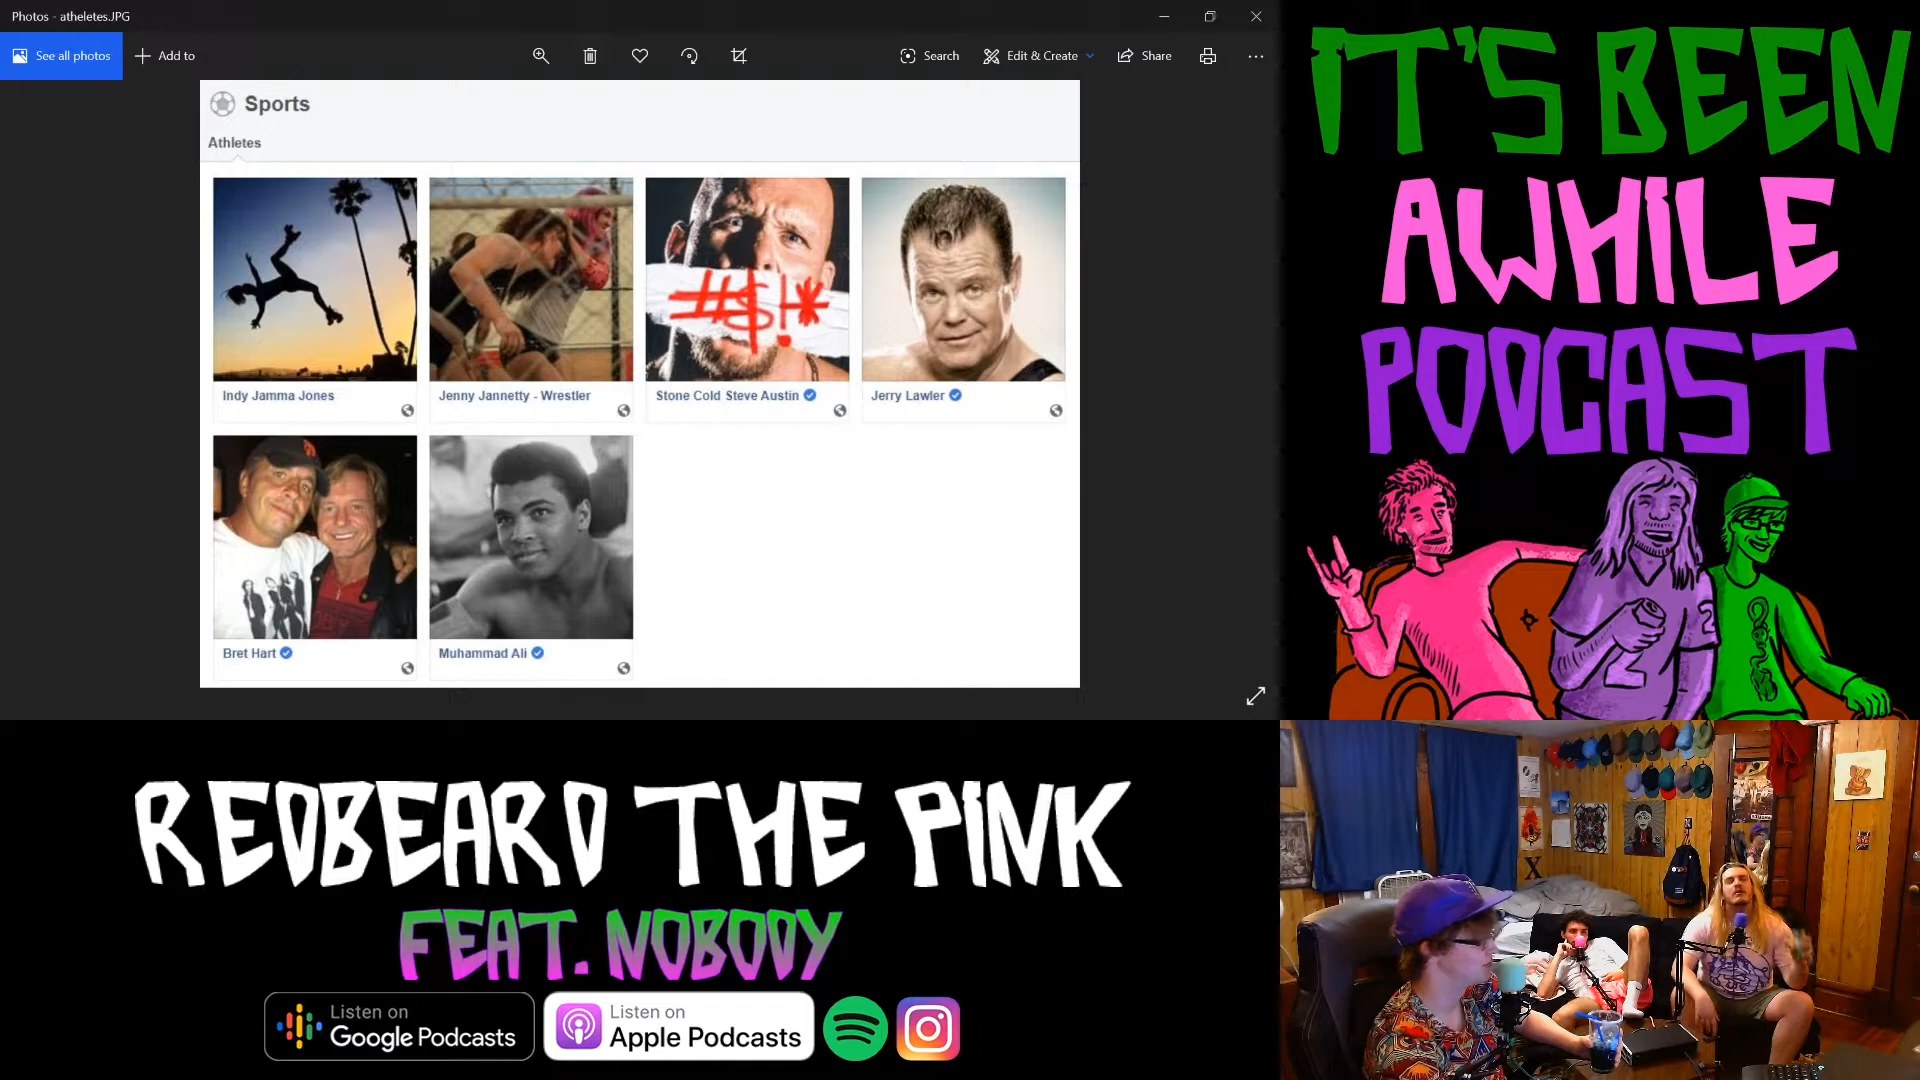 Photos - atheletes.JPG
See all photos
Add to
Search
Edit & Create
Share
Sports
Athletes
#$!*
Indy Jamma Jones
Jenny Jannetty - Wrestler
Stone Cold Steve Austin
Jerry Lawler
Bret Hart
Muhammad Ali
IT'S BEEN
AWHILE
PODCAST
2
2
REDBEARD THE PINK
FEAT. NOBODY
Listen on
Google Podcasts
Listen on
Apple Podcasts
X